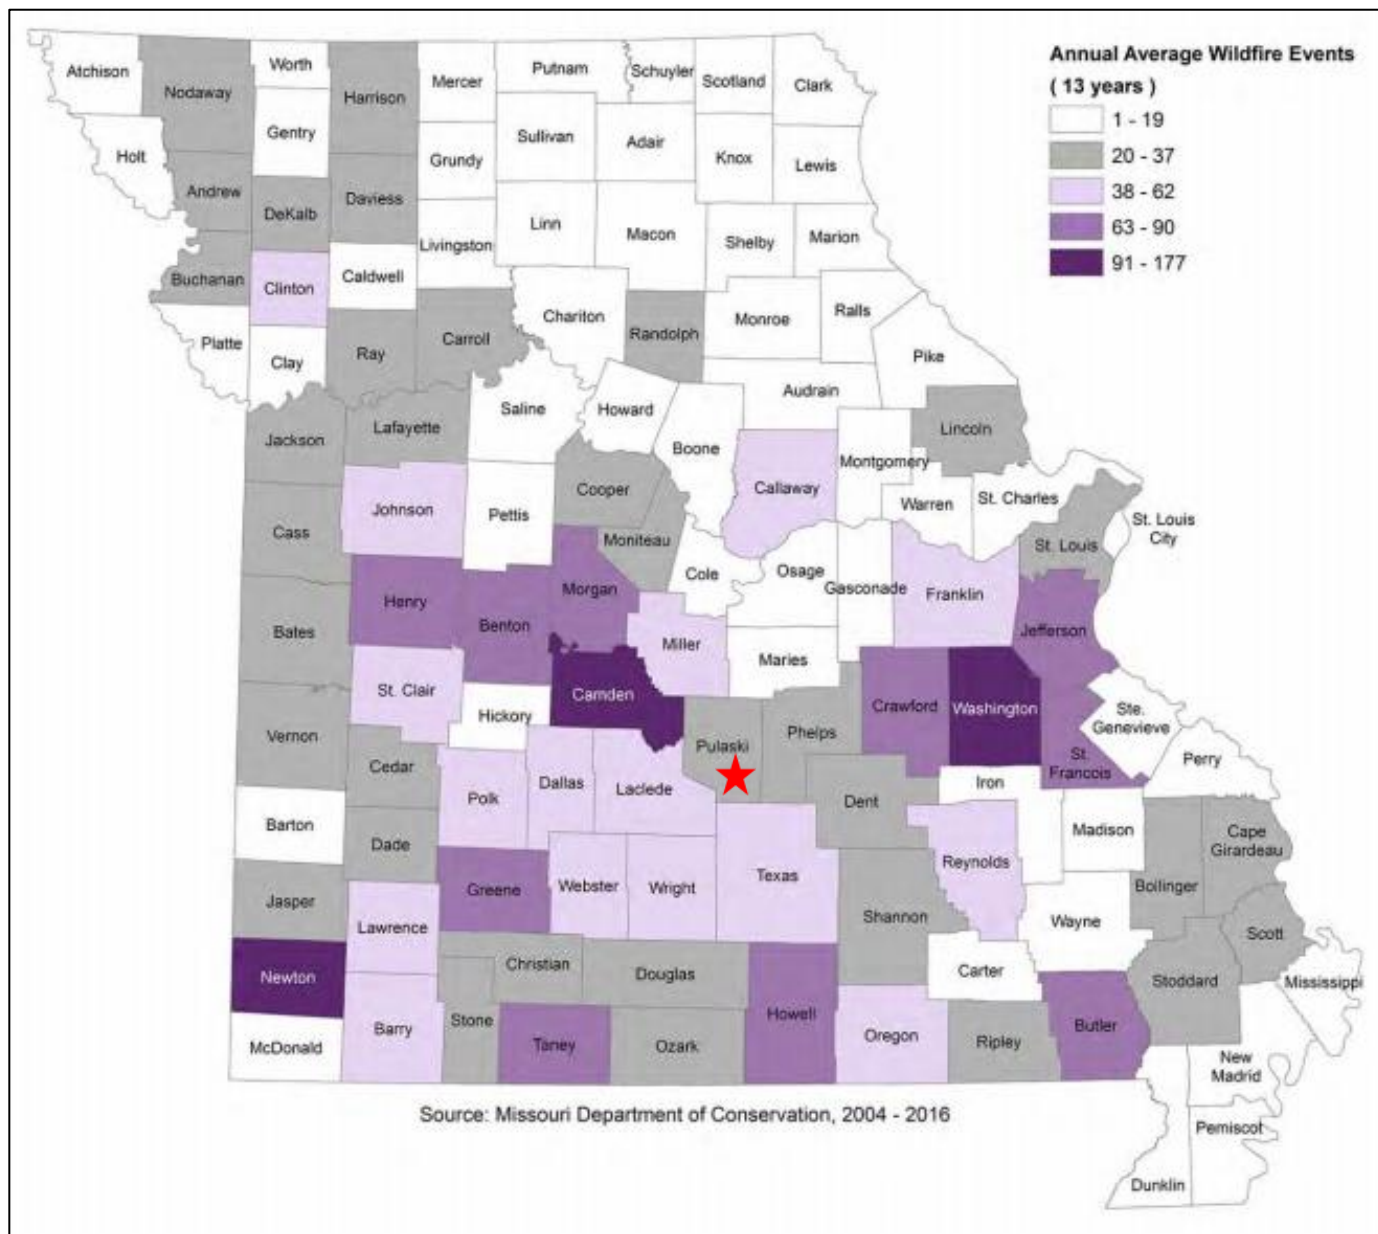 Annual Average Wildfire Events
( 13 years )
1 - 19
20 - 37
38 - 62
63 - 90
91 - 177
Atchison
Nodaway
Worth
Harrison
Mercer
Putnam
Schuyler
Scotland
Clark
Holt
Gentry
Grundy
Sullivan
Adair
Knox
Lewis
Andrew
DeKalb
Daviess
Livingston
Linn
Macon
Shelby
Marion
Buchanan
Clinton
Caldwell
Carroll
Chariton
Randolph
Monroe
Ralls
Platte
Clay
Ray
Pike
Saline
Howard
Audrain
Jackson
Lafayette
Boone
Lincoln
Cooper
Callaway
Montgomery
Warren
St. Charles
Johnson
Pettis
Cass
Moniteau
St. Louis
St. Louis
City
Cole
Osage
Gasconade
Franklin
Henry
Benton
Morgan
Miller
Maries
Jefferson
Bates
St. Clair
Camden
Crawford
Washington
Ste.
Genevieve
Hickory
Pulaski
Phelps
Vernon
Cedar
St.
Francois
Perry
Polk
Dallas
Laclede
Dent
Iron
Barton
Dade
Madison
Cape
Girardeau
Greene
Webster
Wright
Texas
Reynolds
Bollinger
Jasper
Lawrence
Shannon
Wayne
Scott
Newton
Christian
Douglas
Carter
Stoddard
Mississippi
McDonald
Barry
Stone
Taney
Ozark
Howell
Oregon
Ripley
Butler
New
Madrid
Source: Missouri Department of Conservation, 2004 - 2016
Pemiscot
Dunklin